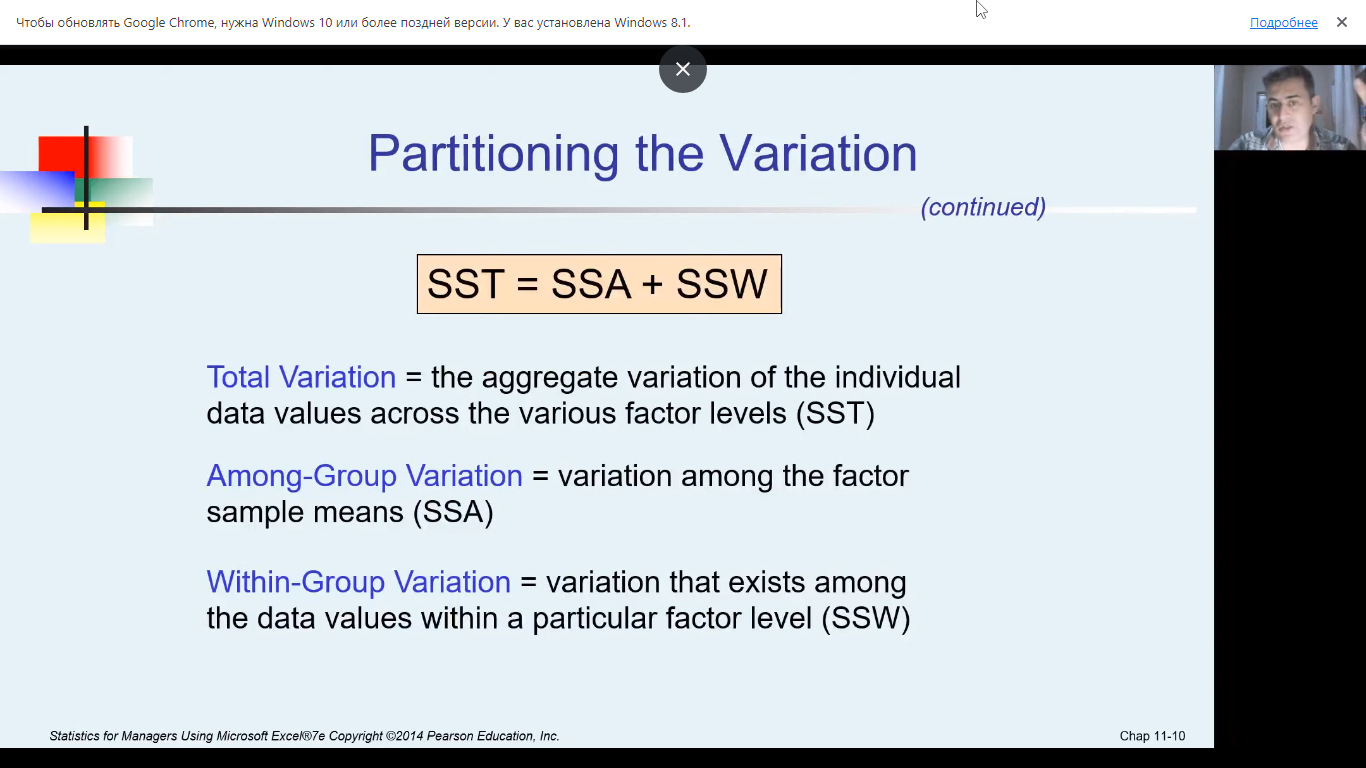 Чтобы обновлять Google Chrome, нужна Windows 10 или более поздней версии. У вас установлена Windows 8.1.
Подробнее
Partitioning the Variation
(continued)
SST = SSA + SSW
Total Variation = the aggregate variation of the individual
data values across the various factor levels (SST)
Among-Group Variation = variation among the factor
sample means (SSA)
Within-Group Variation = variation that exists among
the data values within a particular factor level (SSW)
Statistics for Managers Using Microsoft Excel®7e Copyright ©2014 Pearson Education, Inc.
Chap 11-10